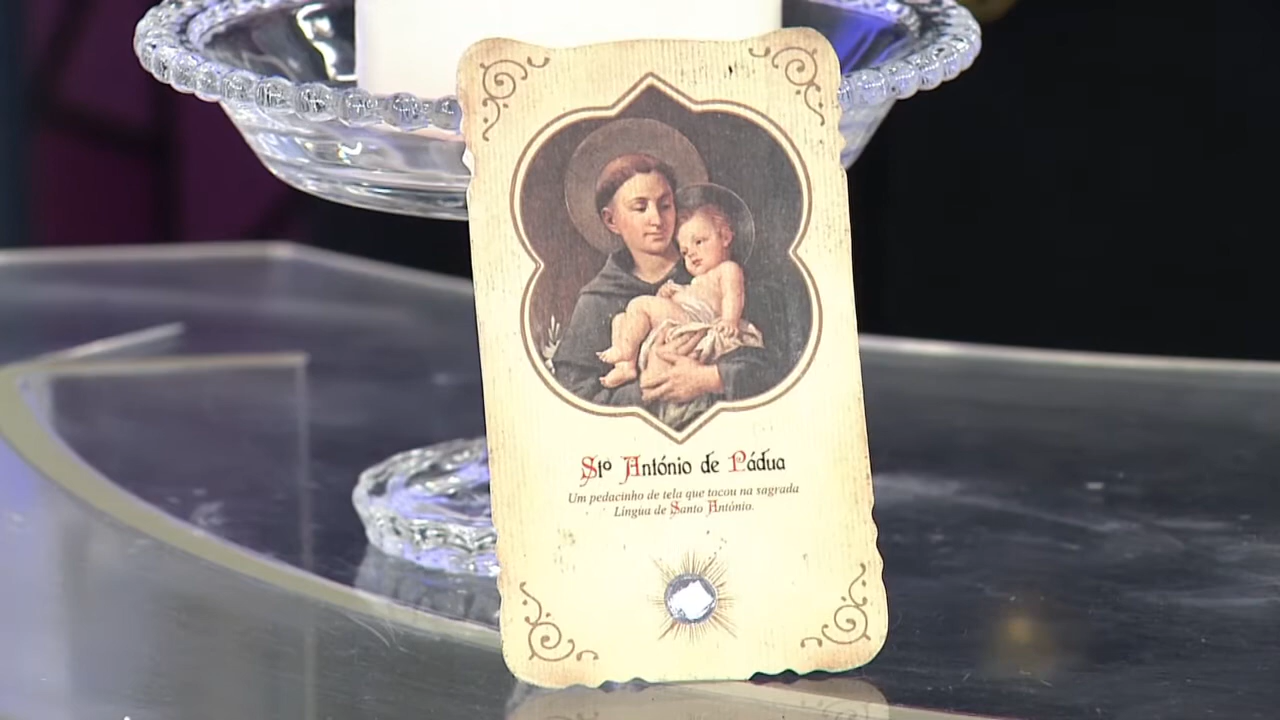 Sto António de Pádua
Um pedacinho de tela que tocou na sagrada
Língua de Santo António.